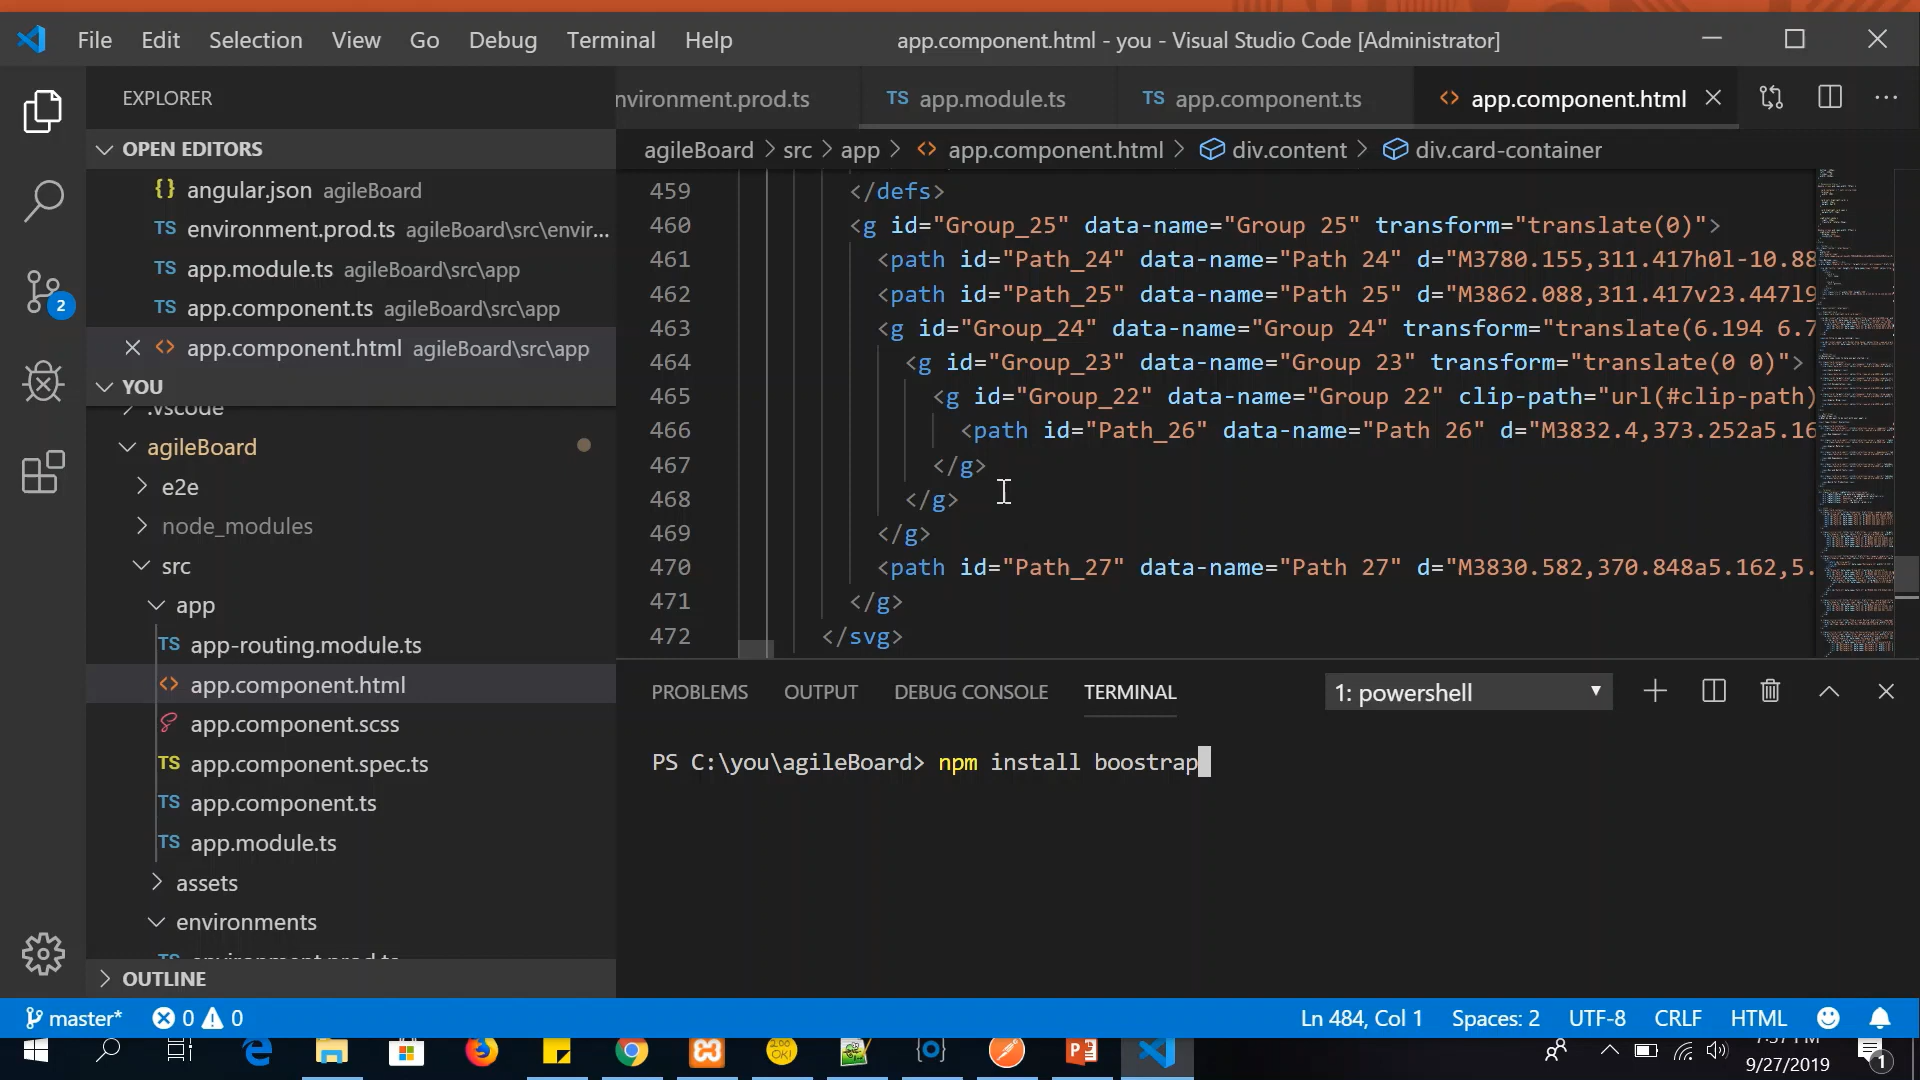 File Edit Selection View Go Debug Terminal Help app.component.html - you - Visual Studio Code [Administrator]
EXPLORER
nvironment.prod.ts TS app.module.ts TS app.component.ts <> app.component.html
OPEN EDITORS
agileBoard > src > app > <> app.component.html > div.content > div.card-container
{} angular.json agileBoard
TS environment.prod.ts agileBoard\src\envir...
TS app.module.ts agileBoard\src\app
TS app.component.ts agileBoard\src\app
<> app.component.html agileBoard\src\app
YOU
.vscode
agileBoard
e2e
node_modules
src
app
TS app-routing.module.ts
<> app.component.html
app.component.scss
TS app.component.spec.ts
TS app.component.ts
TS app.module.ts
assets
environments
TS environment.prod.ts
OUTLINE
2
459 </defs>
460 <g id="Group_25" data-name="Group 25" transform="translate(0)">
461 <path id="Path_24" data-name="Path 24" d="M3780.155,311.417h0l-10.88
462 <path id="Path_25" data-name="Path 25" d="M3862.088,311.417v23.447l9
463 <g id="Group_24" data-name="Group 24" transform="translate(6.194 6.7
464 <g id="Group_23" data-name="Group 23" transform="translate(0 0)">
465 <g id="Group_22" data-name="Group 22" clip-path="url(#clip-path)
466 <path id="Path_26" data-name="Path 26" d="M3832.4,373.252a5.16
467 </g>
468 </g>
469 </g>
470 <path id="Path_27" data-name="Path 27" d="M3830.582,370.848a5.162,5.
471 </g>
472 </svg>
PROBLEMS OUTPUT DEBUG CONSOLE TERMINAL 1: powershell
PS C:\you\agileBoard> npm install boostrap
master* 0 0 Ln 484, Col 1 Spaces: 2 UTF-8 CRLF HTML
7:57 PM
9/27/2019
1